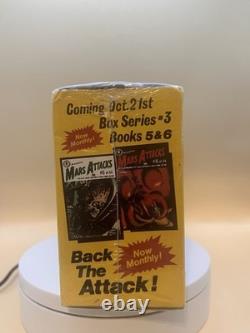 Coming Oct. 21st
Box Series #3
Books 5 & 6
Now
Monthly!
MARS ATTACKS
MARS ATTACKS
Back
The
Attack!
Now
Monthly!